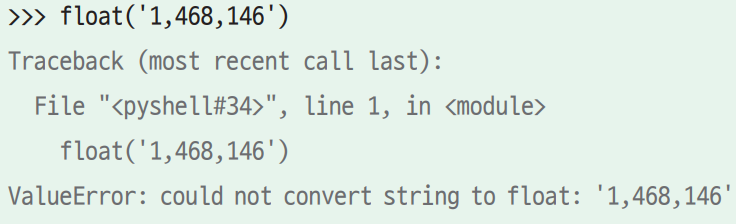 >>> float('1,468,146')
Traceback (most recent call last):
  File "<pyshell#34>", line 1, in <module>
    float('1,468,146')
ValueError: could not convert string to float: '1,468,146'